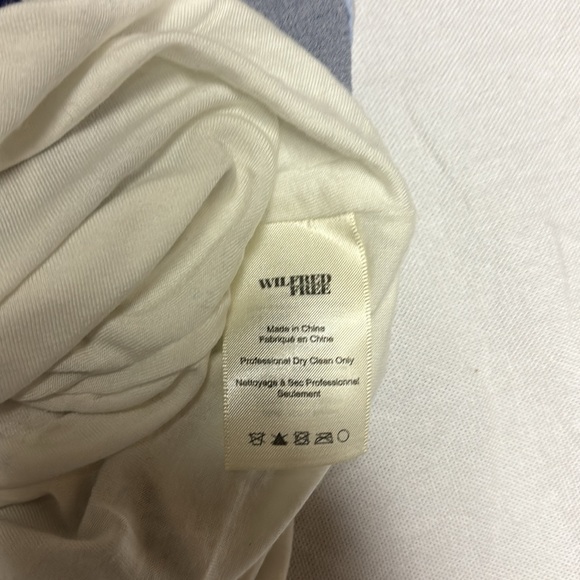 WILFRED
FREE
Made in China
Fabriqué en Chine
Professional Dry Clean Only
Nettoyage à Sec Professionnel
Seulement